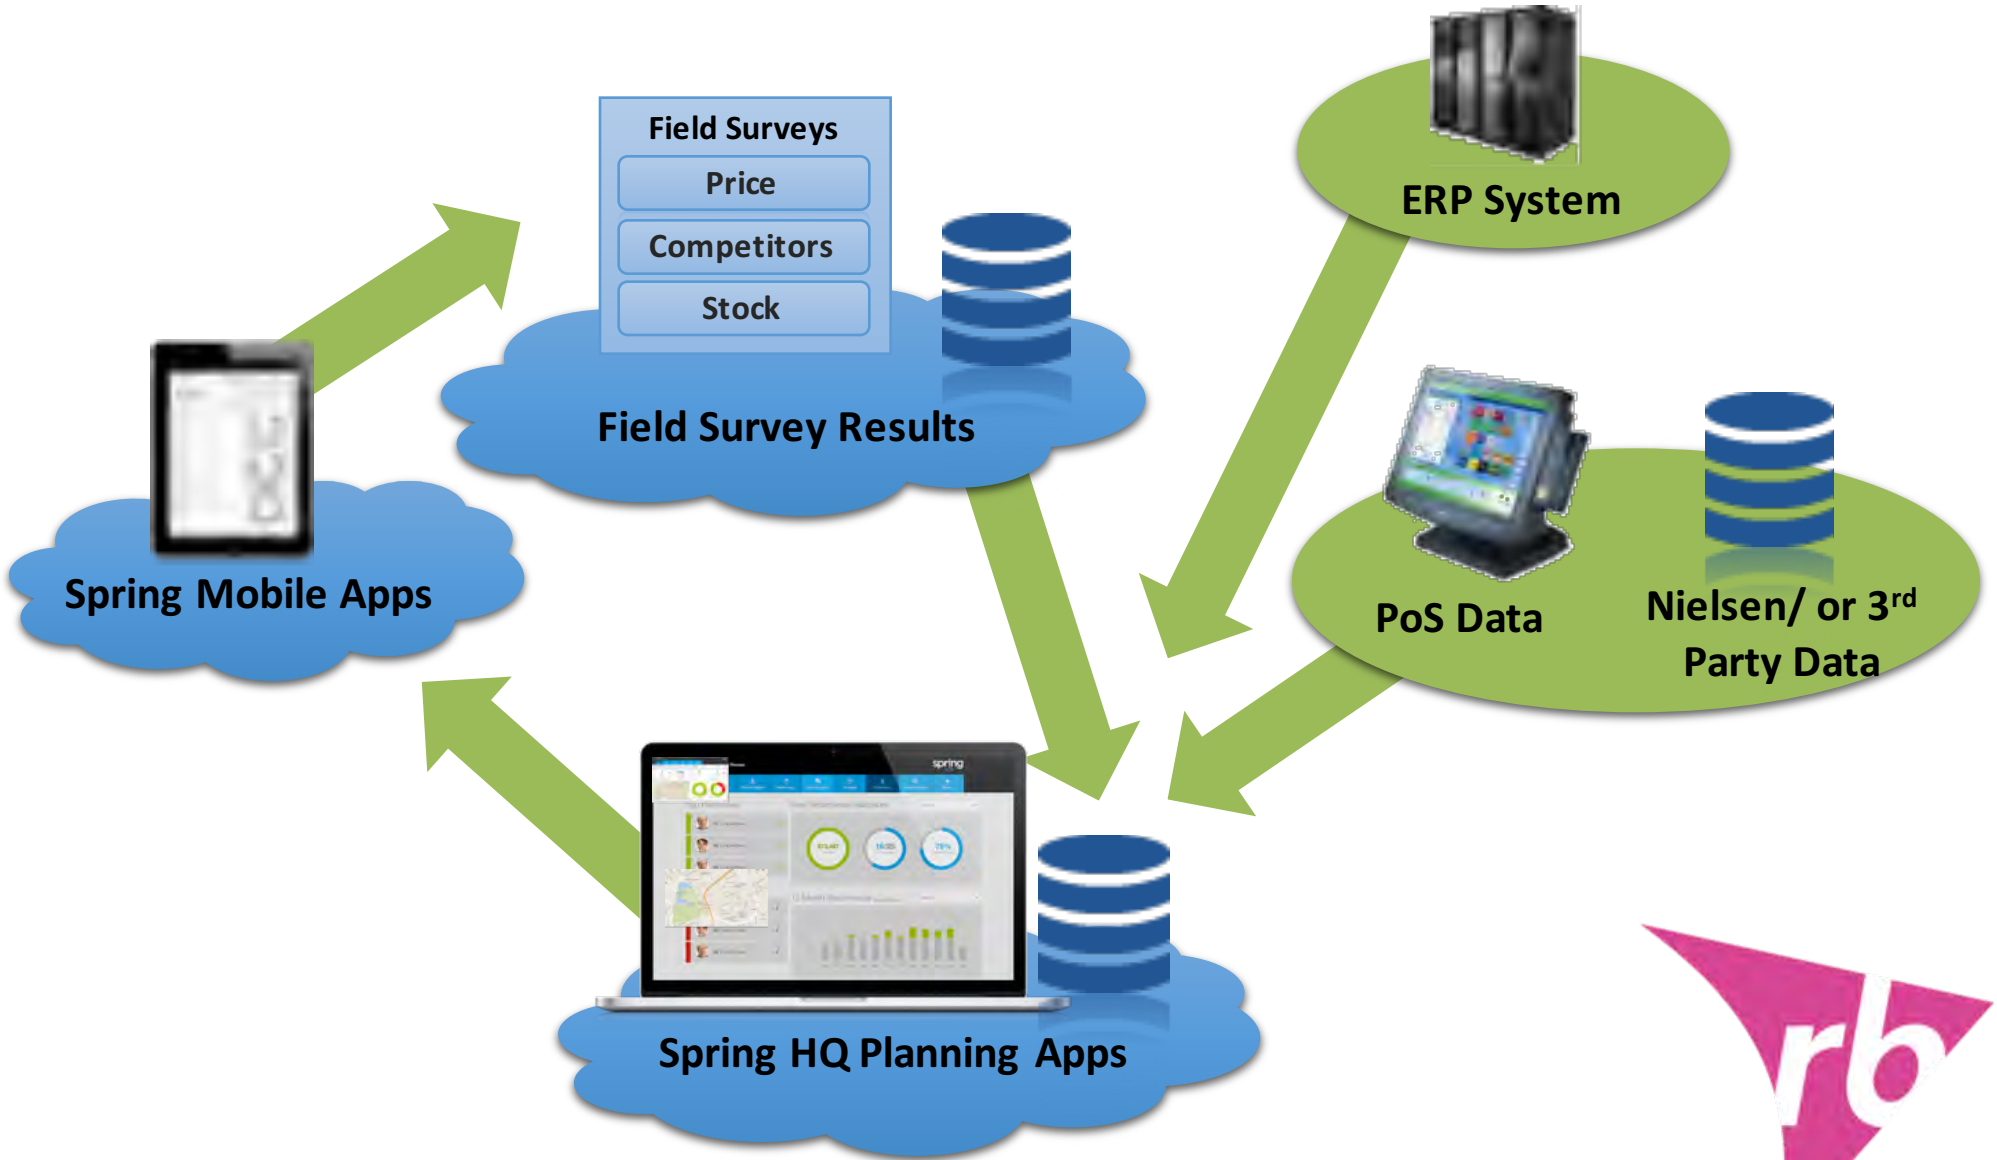 Field Surveys
Price
Competitors
Stock
Field Survey Results
ERP System
Spring Mobile Apps
PoS Data
Nielsen/ or 3rd
Party Data
spring
Spring HQ Planning Apps
rb